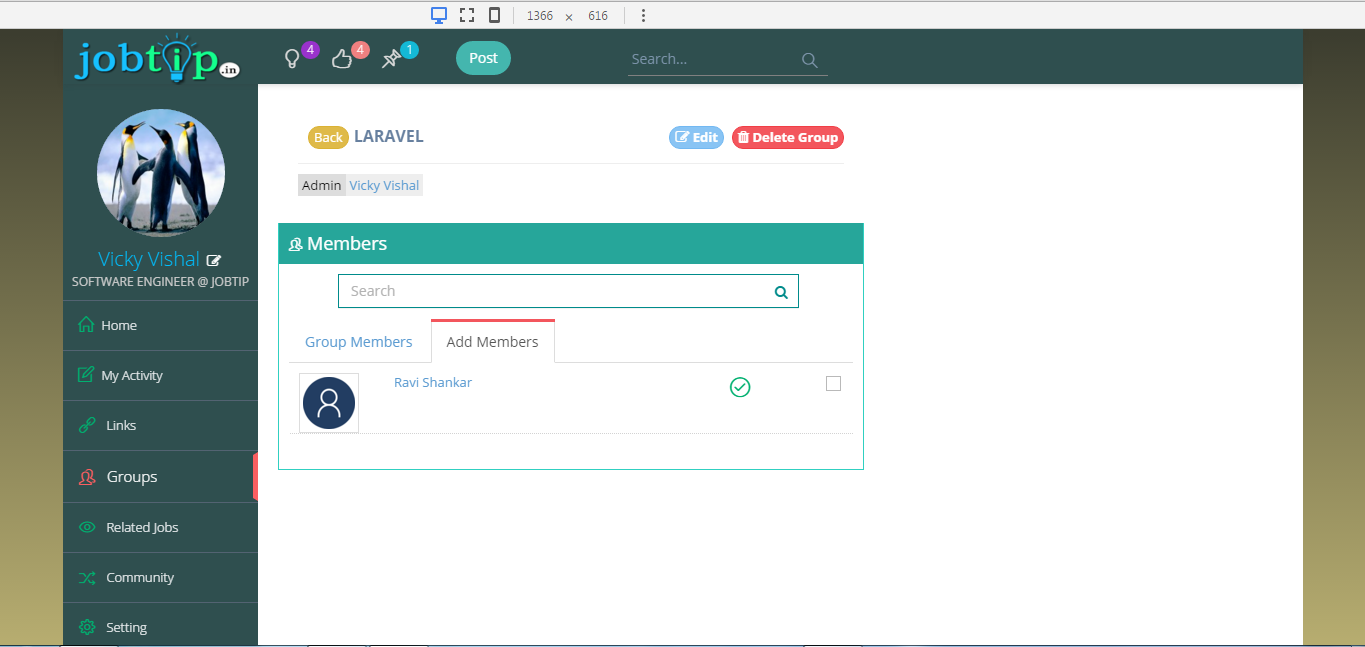 1366 × 616
jobtip.in
4 4 1 Post Search...
Back LARAVEL Edit Delete Group
Admin Vicky Vishal
Vicky Vishal
SOFTWARE ENGINEER @ JOBTIP
Home
My Activity
Links
Groups
Related Jobs
Community
Setting
Members
Search
Group Members Add Members
Ravi Shankar